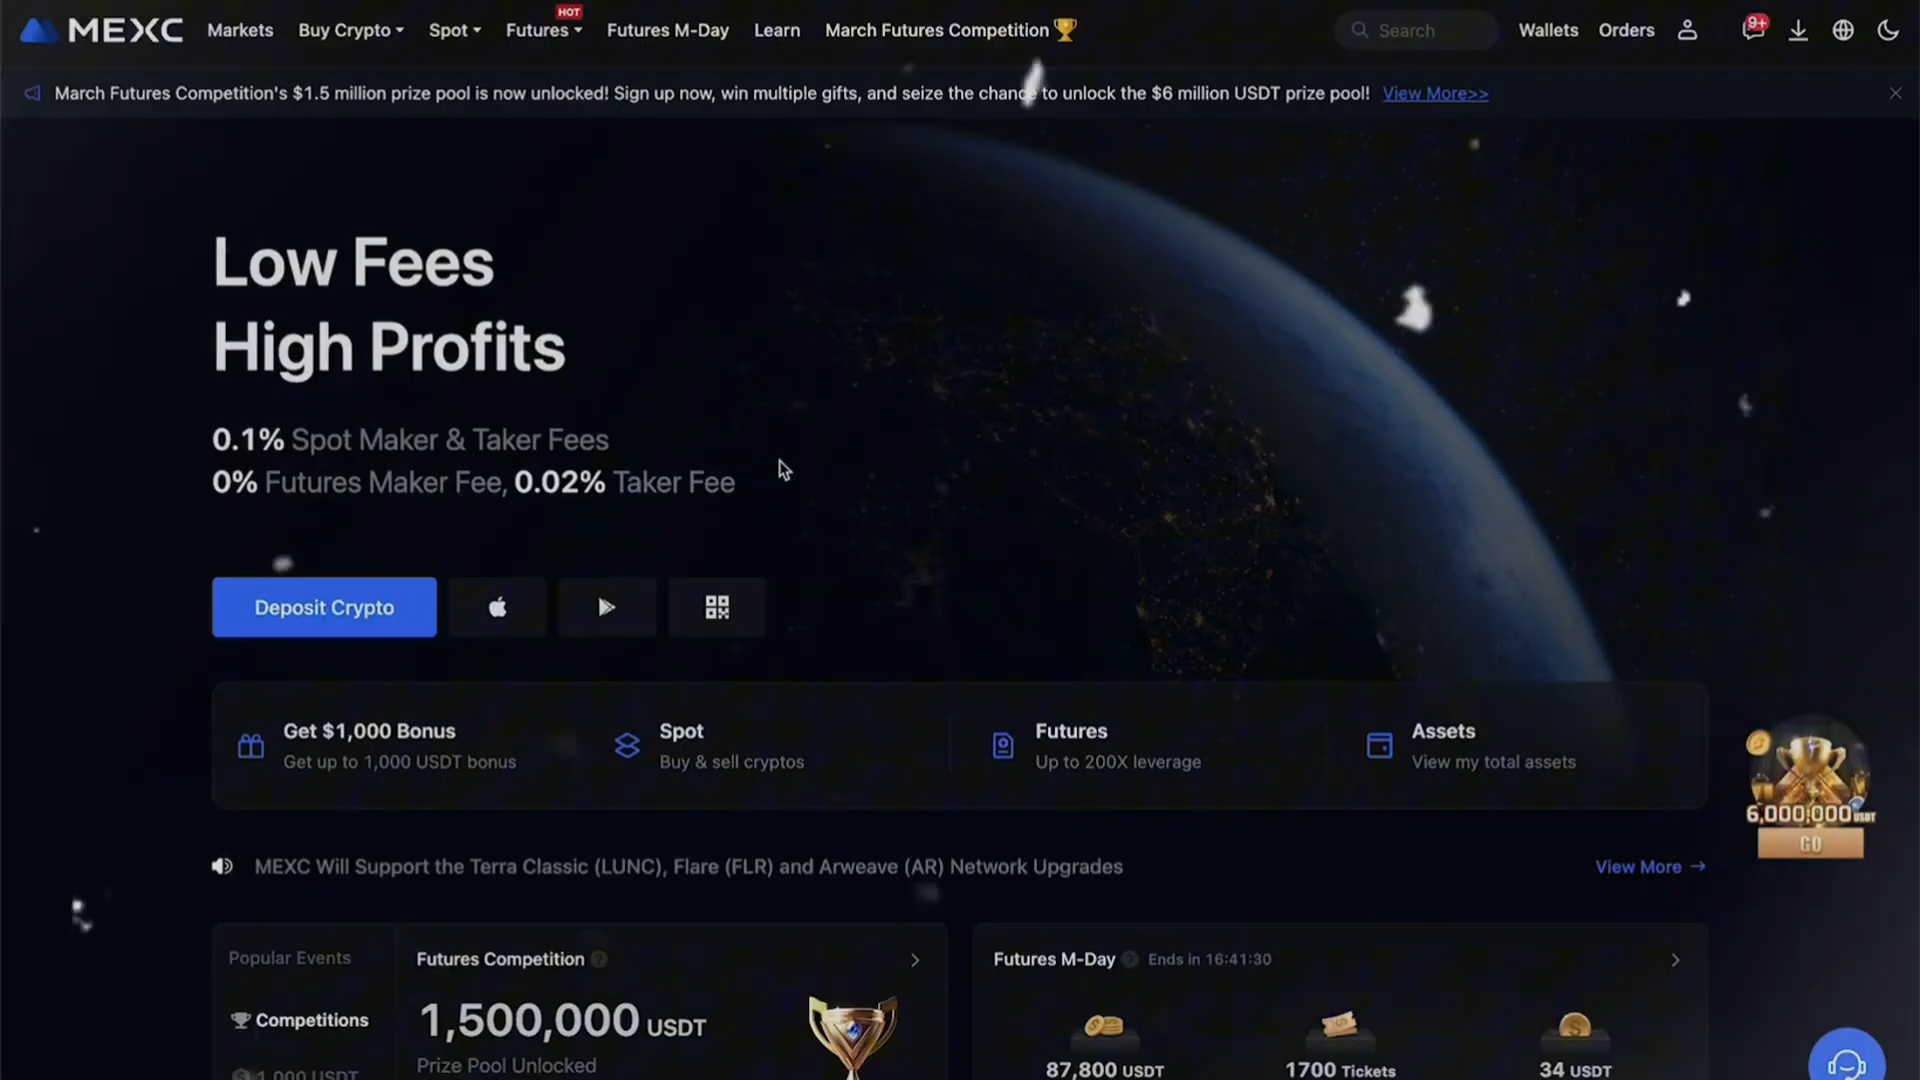 MEXC
Markets
Buy Crypto
Spot
Futures
HOT
Futures M-Day
Learn
March Futures Competition
Search
Wallets
Orders
9+
March Futures Competition's $1.5 million prize pool is now unlocked! Sign up now, win multiple gifts, and seize the chance to unlock the $6 million USDT prize pool! View More>>
Low Fees
High Profits
0.1% Spot Maker & Taker Fees
0% Futures Maker Fee, 0.02% Taker Fee
Deposit Crypto
Get $1,000 Bonus
Get up to 1,000 USDT bonus
Spot
Buy & sell cryptos
Futures
Up to 200X leverage
Assets
View my total assets
6,000,000 USDT
GO
MEXC Will Support the Terra Classic (LUNC), Flare (FLR) and Arweave (AR) Network Upgrades
View More →
Popular Events
Competitions
1,000 USDT
Futures Competition
1,500,000 USDT
Prize Pool Unlocked
Futures M-Day
Ends in 16:41:30
87,800 USDT
1700 Tickets
34 USDT